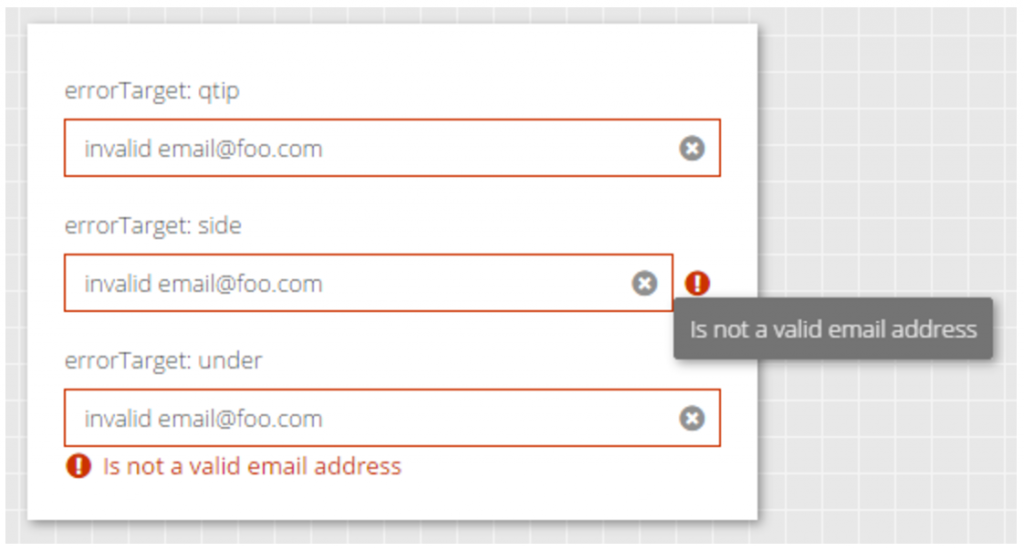 errorTarget: qtip
invalid email@foo.com
errorTarget: side
invalid email@foo.com
Is not a valid email address
errorTarget: under
invalid email@foo.com
Is not a valid email address